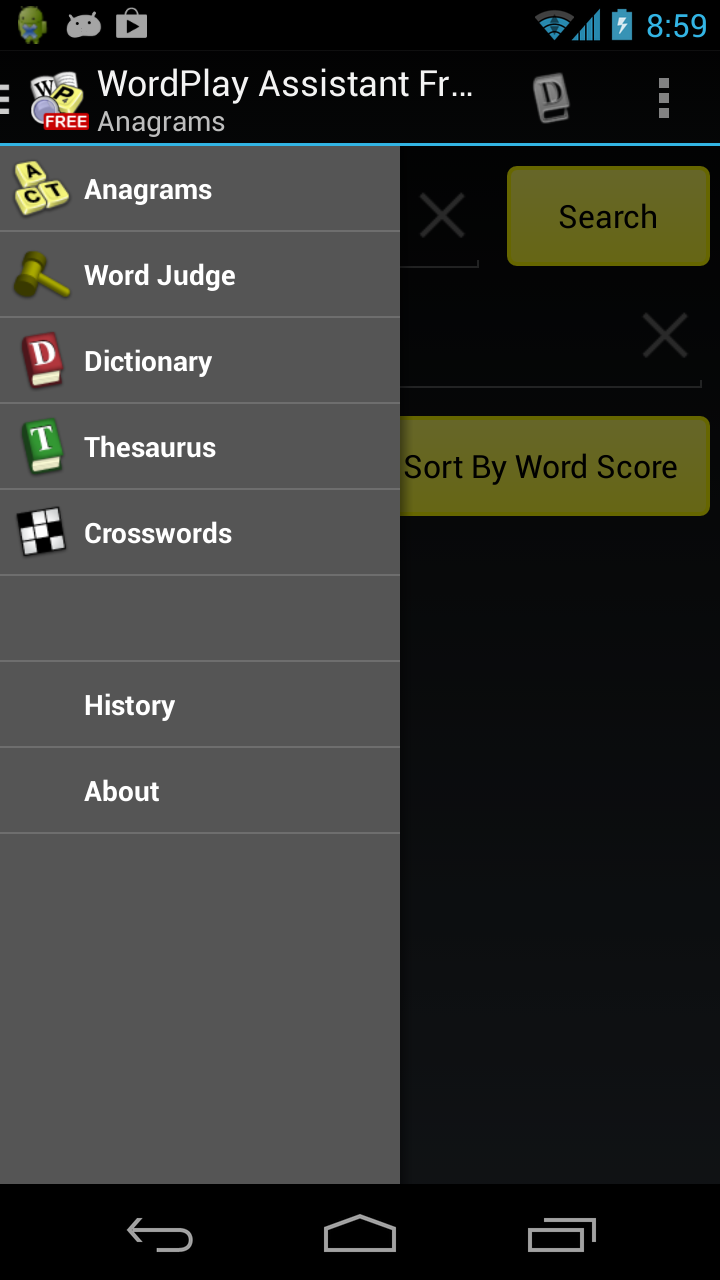 8:59
WordPlay Assistant Fr...
FREE
Anagrams
Anagrams
Search
Word Judge
Dictionary
Thesaurus
Sort By Word Score
Crosswords
History
About